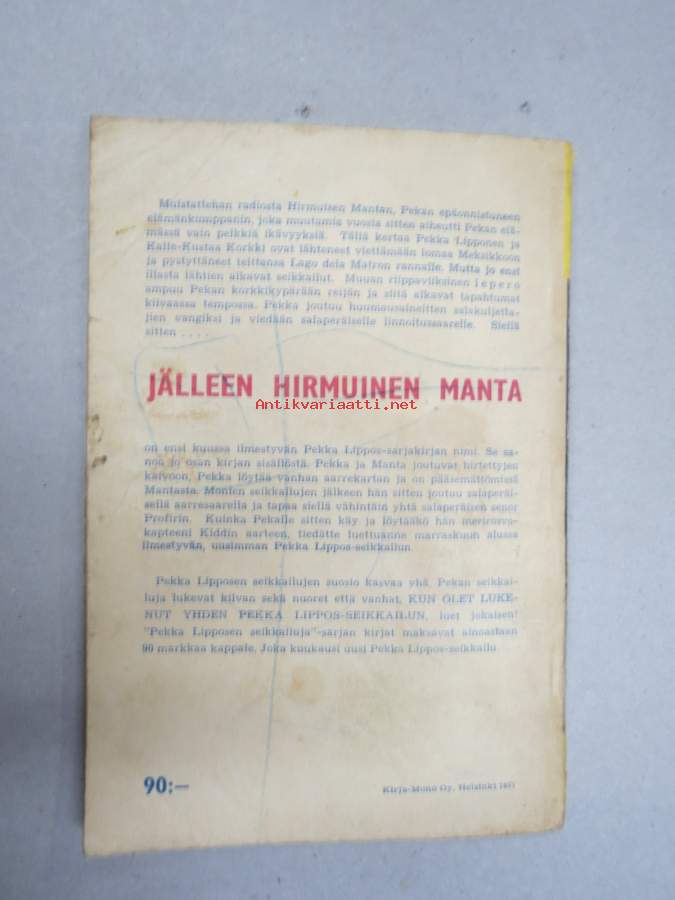 Muistattehan radiosta Hirmuisen Mantan, Pekan epäonnistuneen
elämänkumppanin, joka muutamia vuosia sitten aiheutti Pekan elä-
mässä vain pelkkiä ikävyyksiä. Tällä kertaa Pekka Lipponen ja
Kalle-Kustaa Korkki ovat lähteneet viettämään lomaa Meksikkoon
ja pystyttäneet telttansa Lago dela Matron rannalle. Mutta jo ensi
illasta lähtien alkavat seikkailut. Muuan riippuviiksinen lepero
ampuu Pekan korkkikypärään reijän ja siitä alkavat tapahtumat
kiivaassa tempossa. Pekka joutuu huumausaineitten salakuljetta-
jien vangiksi ja viedään salaperäiselle linnoitussaarelle. Siellä
sitten ....
JÄLLEEN HIRMUINEN MANTA
Antikvariaatti.net
on ensi kuussa ilmestyvän Pekka Lippos-sarjakirjan nimi. Se sa-
noo jo osan kirjan sisällöstä. Pekka ja Manta joutuvat hirtettyjen
kaivoon, Pekka löytää vanhan aarrekartan ja on pääsemättömissä
Mantasta. Monien seikkailujen jälkeen hän sitten joutuu salaperäi-
sellä aarresaarella ja tapaa siellä vähintäin yhtä salaperäisen senor
Profirin. Kuinka Pekalle sitten käy ja löytääkö hän merirosvo-
kapteeni Kiddin aarteen, tiedätte luettuanne marraskuun alussa
ilmestyvän, uusimman Pekka Lippos-seikkailun.
Pekka Lipposen seikkailujen suosio kasvaa yhä. Pekan seikkai-
luja lukevat kilvan sekä nuoret että vanhat. KUN OLET LUKE-
NUT YHDEN PEKKA LIPPOS-SEIKKAILUN, luet jokaisen!
"Pekka Lipposen seikkailuja"-sarjan kirjat maksavat ainoastaan
90 markkaa kappale. Joka kuukausi uusi Pekka Lippos-seikkailu.
90:—
Kirja-Mono Oy, Helsinki